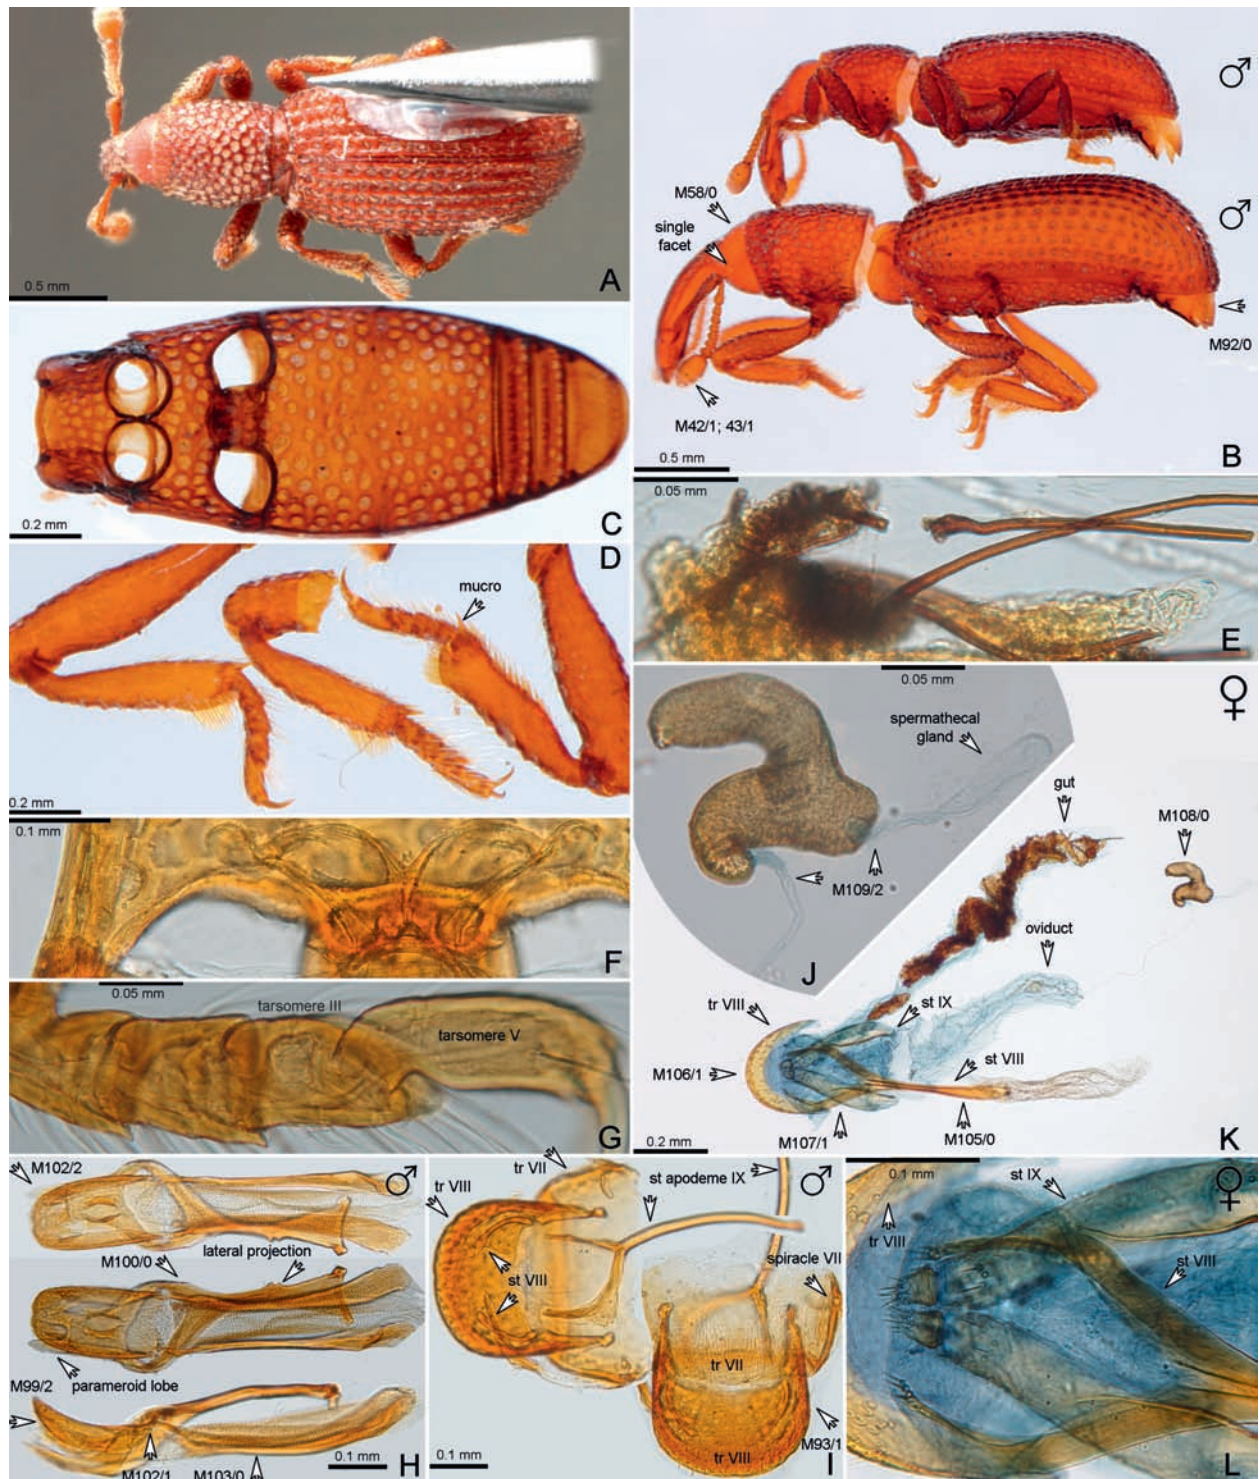 A
0.5 mm
♂
M58/0
single
facet
♂
M92/0
M42/1; 43/1
0.5 mm
B
0.2 mm
C
0.05 mm
E
D
mucro
0.2 mm
0.05 mm
♀
spermathecal
gland
gut
M108/0
M109/2
J
oviduct
st IX
tr VIII
M106/1
st VIII
0.2 mm
M107/1
M105/0
K
0.1 mm
F
0.05 mm
tarsomere III
tarsomere V
G
M102/2
♂
M100/0
lateral projection
parameroid lobe
M99/2
M102/1
M103/0
0.1 mm
H
tr VII
tr VIII
st apodeme IX
♂
st VIII
spiracle VII
tr VII
M93/1
tr VIII
0.1 mm
I
0.1 mm
st IX
♀
tr VIII
st VIII
L